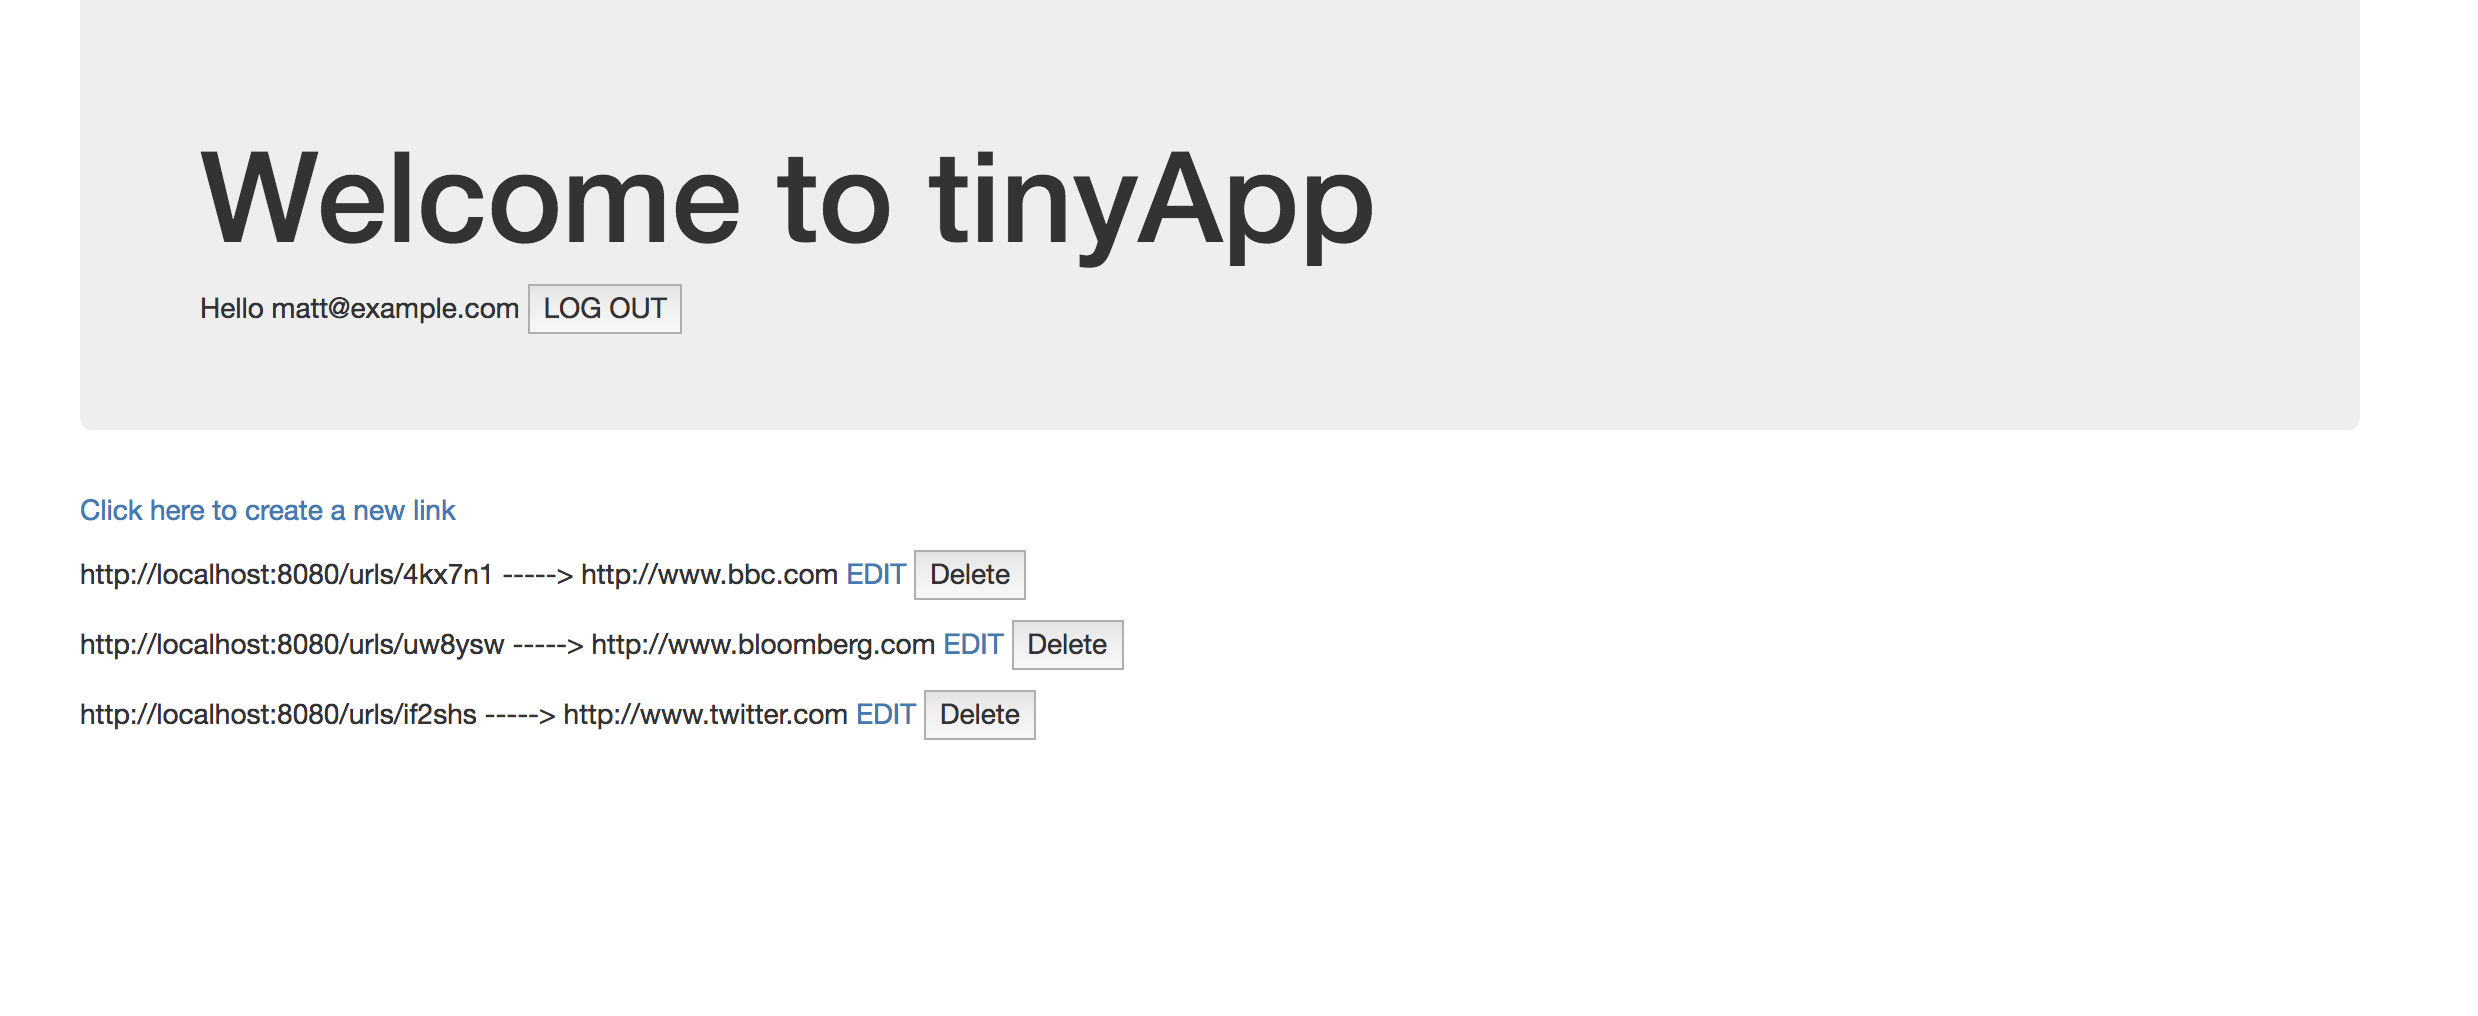 Welcome to tinyApp
Hello matt@example.com LOG OUT
Click here to create a new link
http://localhost:8080/urls/4kx7n1 -----> http://www.bbc.com EDIT Delete
http://localhost:8080/urls/uw8ysw -----> http://www.bloomberg.com EDIT Delete
http://localhost:8080/urls/if2shs -----> http://www.twitter.com EDIT Delete